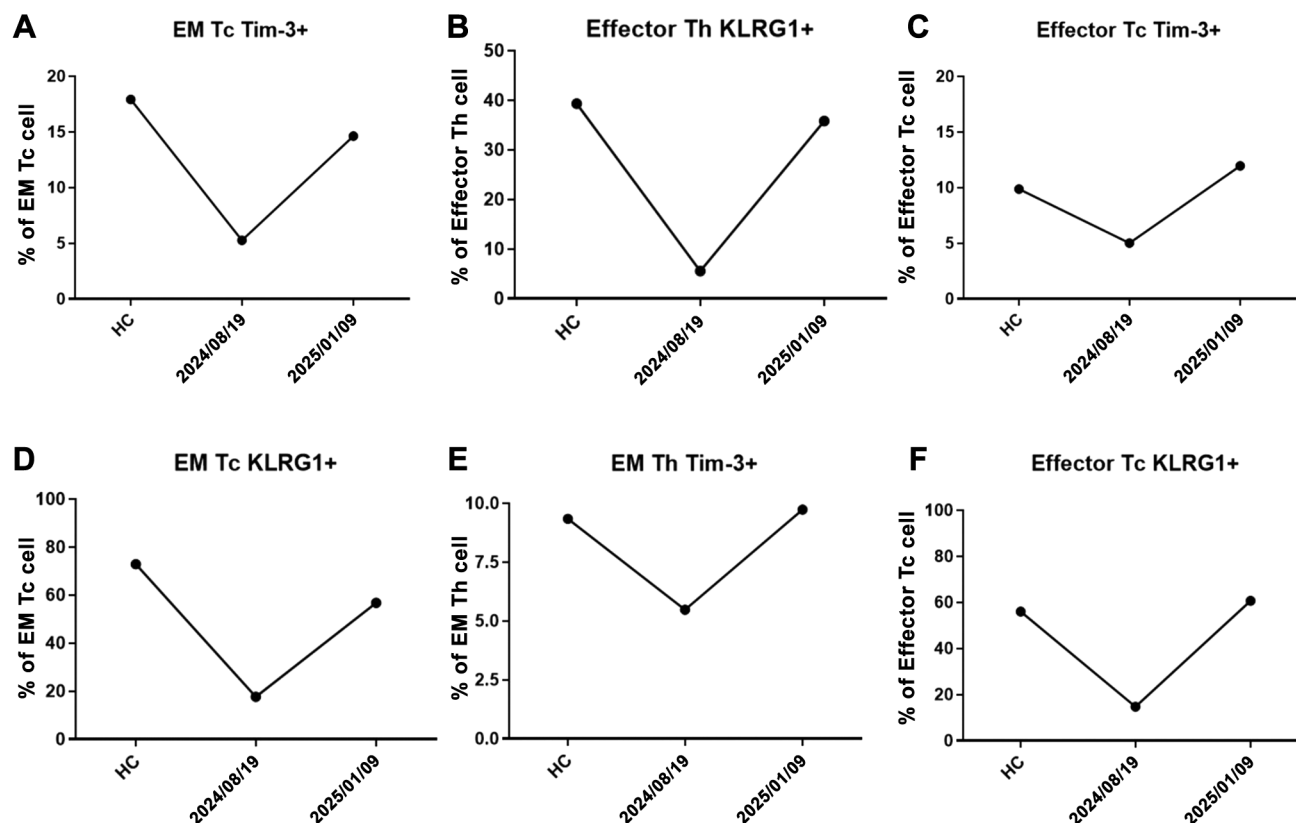 A
EM Tc Tim-3+
% of EM Tc cell
20
15
10
5
0
HC
2024/08/19
2025/01/09
B
Effector Th KLRG1+
% of Effector Th cell
50
40
30
20
10
0
HC
2024/08/19
2025/01/09
C
Effector Tc Tim-3+
% of Effector Tc cell
20
15
10
5
0
HC
2024/08/19
2025/01/09
D
EM Tc KLRG1+
% of EM Tc cell
100
80
60
40
20
0
HC
2024/08/19
2025/01/09
E
EM Th Tim-3+
% of EM Th cell
10.0
7.5
5.0
2.5
0.0
HC
2024/08/19
2025/01/09
F
Effector Tc KLRG1+
% of Effector Tc cell
100
80
60
40
20
0
HC
2024/08/19
2025/01/09